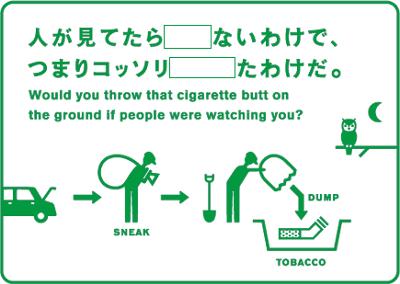 人が見てたら ないわけで、
つまりコッソリ たわけだ。
Would you throw that cigarette butt on
the ground if people were watching you?
SNEAK
DUMP
TOBACCO